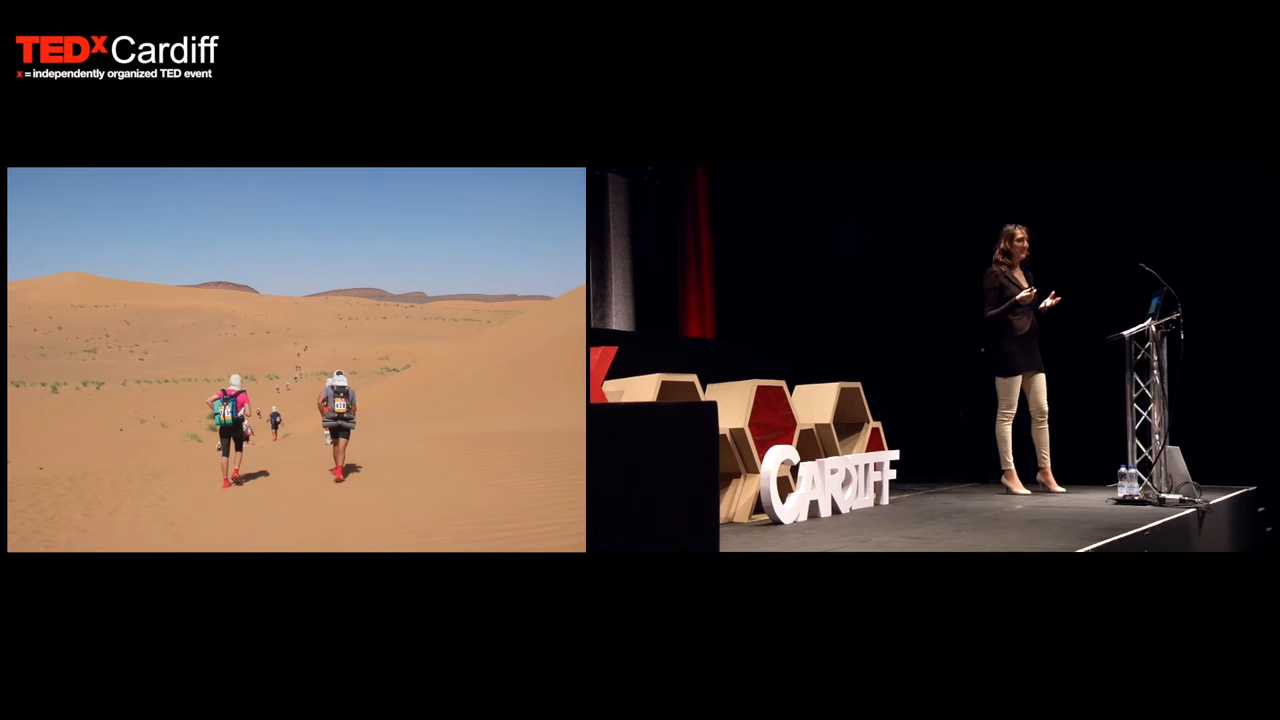 TEDxCardiff
x = independently organized TED event
X
CARDIFF